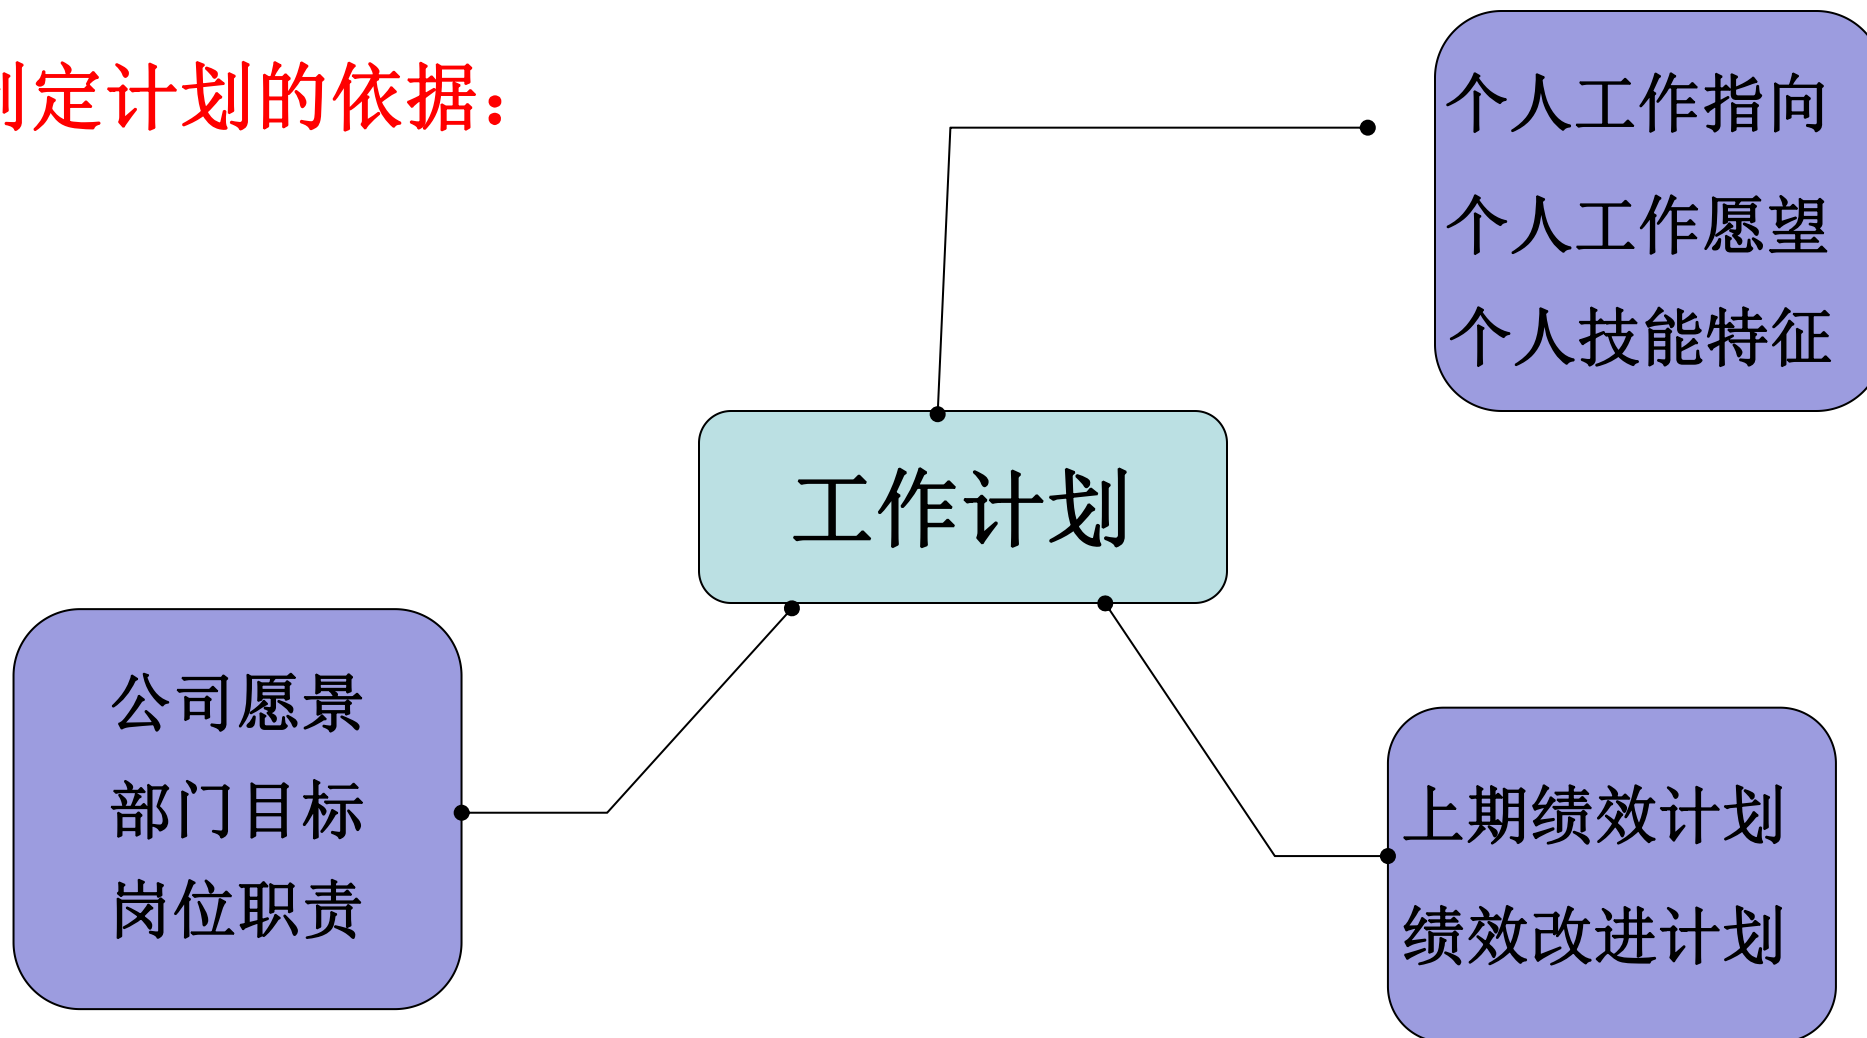 制定计划的依据：
个人工作指向
个人工作愿望
个人技能特征
工作计划
公司愿景
部门目标
岗位职责
上期绩效计划
绩效改进计划